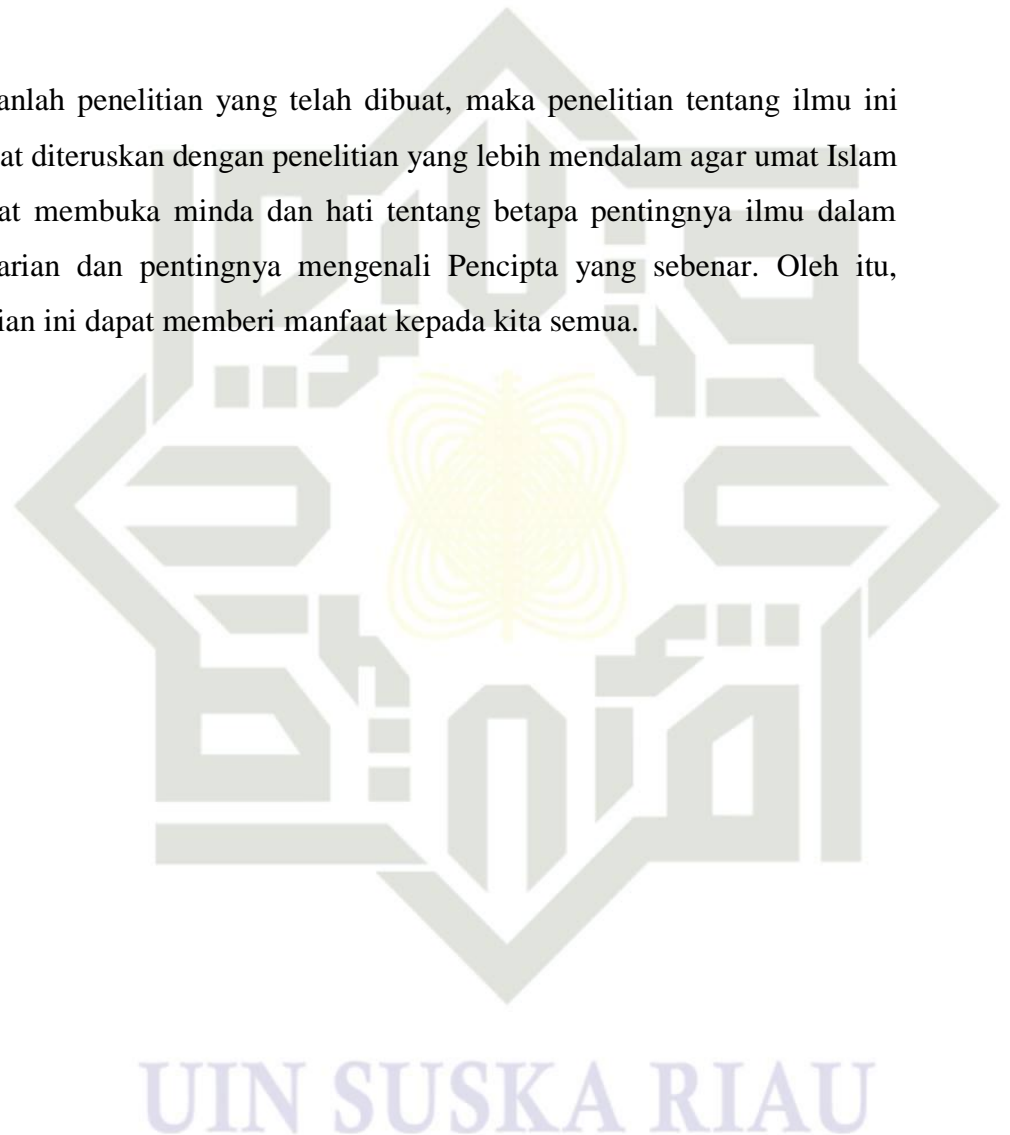 anlah penelitian yang telah dibuat, maka penelitian tentang ilmu ini
at diteruskan dengan penelitian yang lebih mendalam agar umat Islam
at membuka minda dan hati tentang betapa pentingnya ilmu dalam
arian dan pentingnya mengenali Pencipta yang sebenar. Oleh itu,
ian ini dapat memberi manfaat kepada kita semua.
UIN SUSKA RIAU